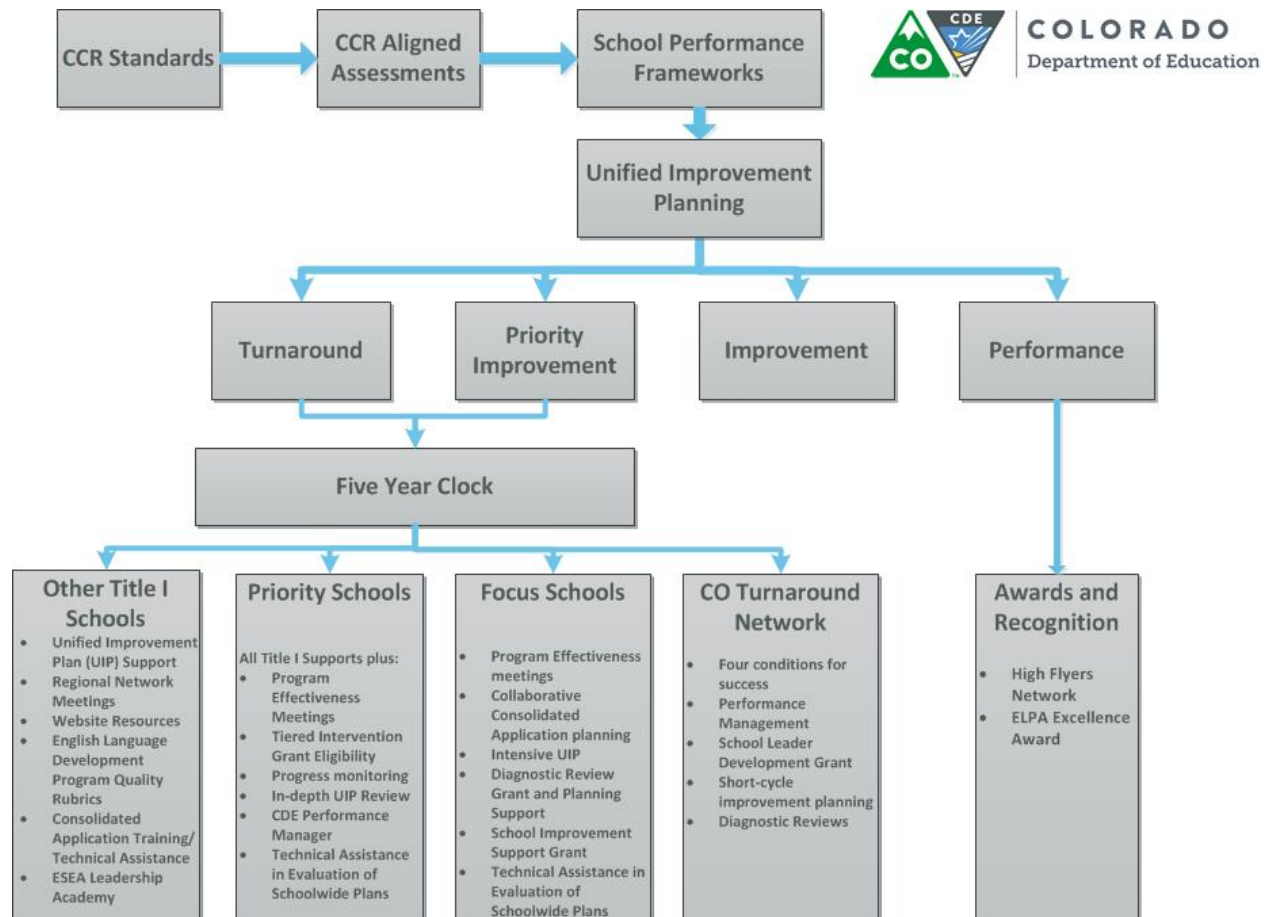 CCR Standards
CCR Aligned
Assessments
School Performance
Frameworks
CDE
CO
TM
COLORADO
Department of Education
Unified Improvement
Planning
Turnaround
Priority
Improvement
Improvement
Performance
Five Year Clock
Other Title I
Schools
• Unified Improvement
Plan (UIP) Support
• Regional Network
Meetings
• Website Resources
• English Language
Development
Program Quality
Rubrics
• Consolidated
Application Training/
Technical Assistance
• ESEA Leadership
Academy
Priority Schools
All Title I Supports plus:
• Program
Effectiveness
Meetings
• Tiered Intervention
Grant Eligibility
• Progress monitoring
• In-depth UIP Review
• CDE Performance
Manager
• Technical Assistance
in Evaluation of
Schoolwide Plans
Focus Schools
• Program Effectiveness
meetings
• Collaborative
Consolidated
Application planning
• Intensive UIP
• Diagnostic Review
Grant and Planning
Support
• School Improvement
Support Grant
• Technical Assistance in
Evaluation of
Schoolwide Plans
CO Turnaround
Network
• Four conditions for
success
• Performance
Management
• School Leader
Development Grant
• Short-cycle
improvement planning
• Diagnostic Reviews
Awards and
Recognition
• High Flyers
Network
• ELPA Excellence
Award